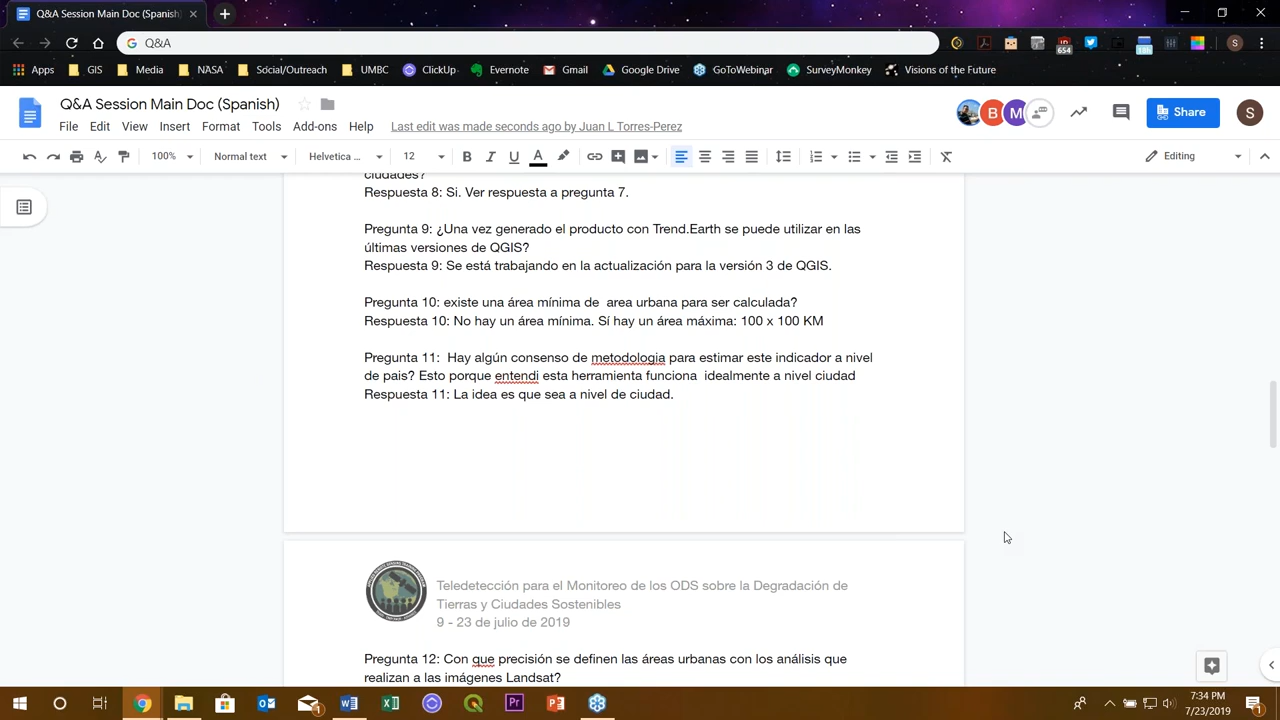 Q&A Session Main Doc (Spanish)
Q&A
654
10k
S
Apps
GIS
Media
NASA
Social/Outreach
UMBC
ClickUp
Evernote
Gmail
Google Drive
GoToWebinar
SurveyMonkey
Visions of the Future
Q&A Session Main Doc (Spanish)
B
M
Share
S
File
Edit
View
Insert
Format
Tools
Add-ons
Help
Last edit was made seconds ago by Juan L Torres-Perez
100%
Normal text
Helvetica ...
12
B
I
U
A
Editing
ciudades?
Respuesta 8: Si. Ver respuesta a pregunta 7.
Pregunta 9: ¿Una vez generado el producto con Trend.Earth se puede utilizar en las
últimas versiones de QGIS?
Respuesta 9: Se está trabajando en la actualización para la versión 3 de QGIS.
Pregunta 10: existe una área mínima de  area urbana para ser calculada?
Respuesta 10: No hay un área mínima. Sí hay un área máxima: 100 x 100 KM
Pregunta 11:  Hay algún consenso de metodologia para estimar este indicador a nivel
de pais? Esto porque entendi esta herramienta funciona  idealmente a nivel ciudad
Respuesta 11: La idea es que sea a nivel de ciudad.
Teledetección para el Monitoreo de los ODS sobre la Degradación de
Tierras y Ciudades Sostenibles
9 - 23 de julio de 2019
Pregunta 12: Con que precisión se definen las áreas urbanas con los análisis que
realizan a las imágenes Landsat?
7:34 PM
7/23/2019